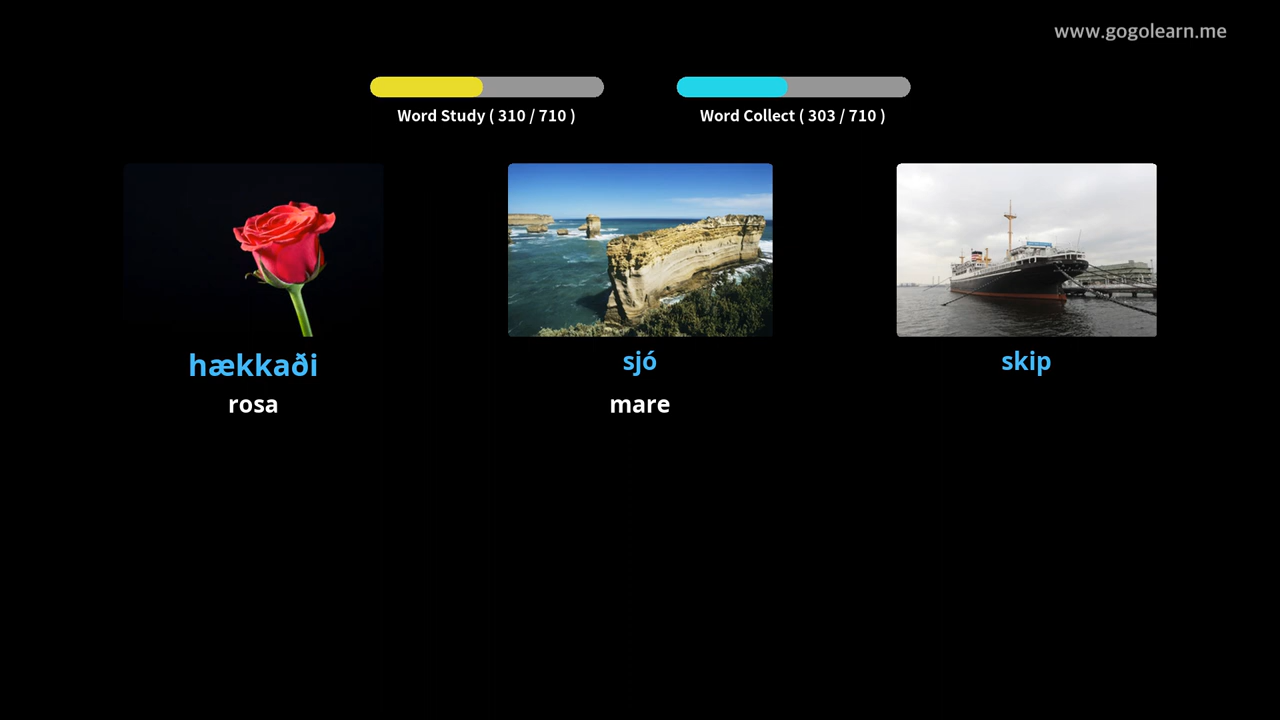 www.gogolearn.me
Word Study ( 310 / 710 )
Word Collect ( 303 / 710 )
hækkaði
sjó
skip
rosa
mare